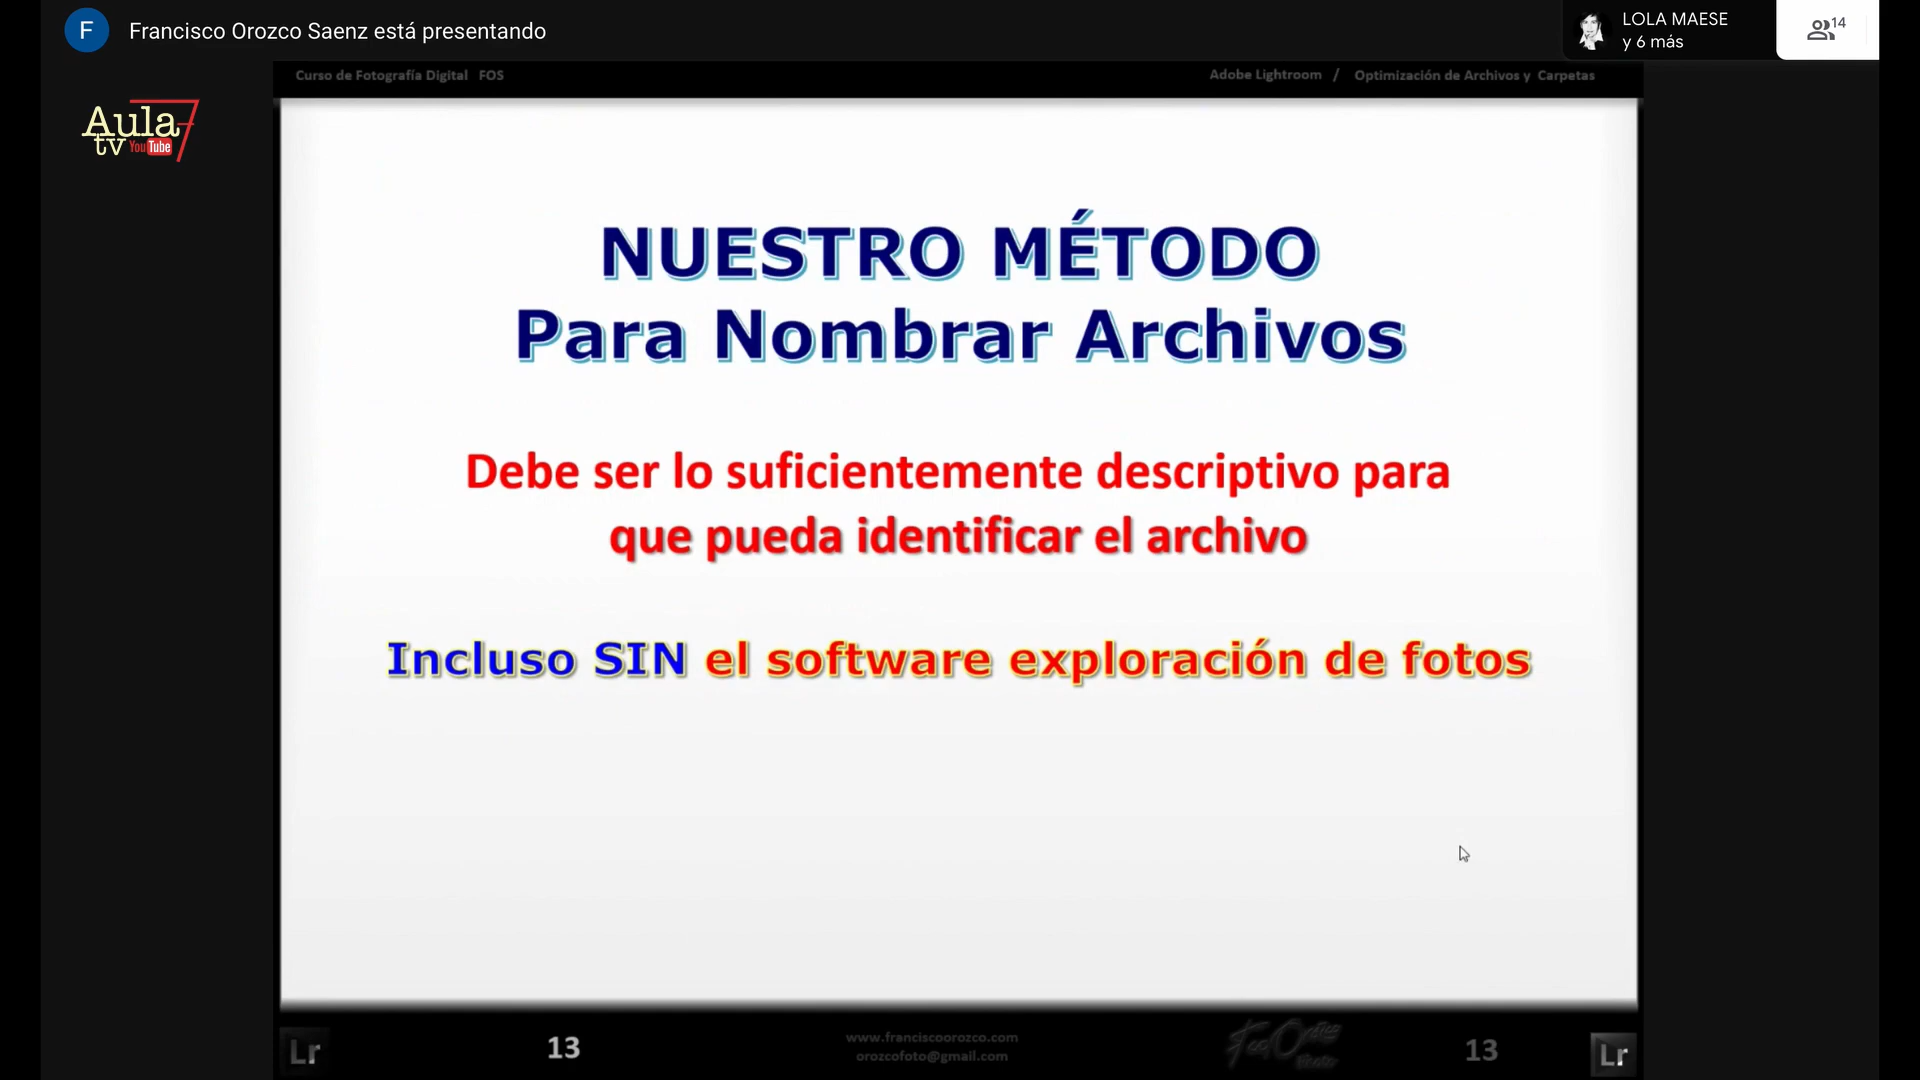 F Francisco Orozco Saenz está presentando
LOLA MAESE
y 6 más
14
Curso de Fotografía Digital FOS
Adobe Lightroom / Optimización de Archivos y Carpetas
Aula 7
tv YouTube
NUESTRO MÉTODO
Para Nombrar Archivos
Debe ser lo suficientemente descriptivo para
que pueda identificar el archivo
Incluso SIN el software exploración de fotos
Lr
13
www.franciscoorozco.com
orozcofoto@gmail.com
13
Lr